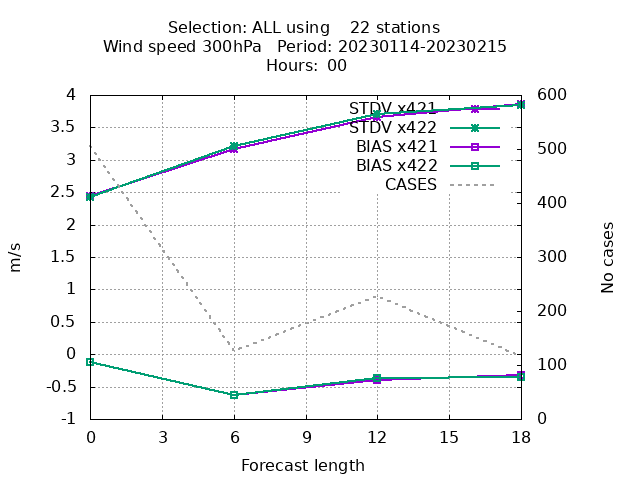 Selection: ALL using 22 stations
Wind speed 300hPa Period: 20230114-20230215
Hours: 00
4
3.5
3
2.5
2
1.5
1
0.5
0
-0.5
-1
m/s
600
500
400
300
200
100
0
No cases
STDV x421
STDV x422
BIAS x421
BIAS x422
CASES
0 3 6 9 12 15 18
Forecast length